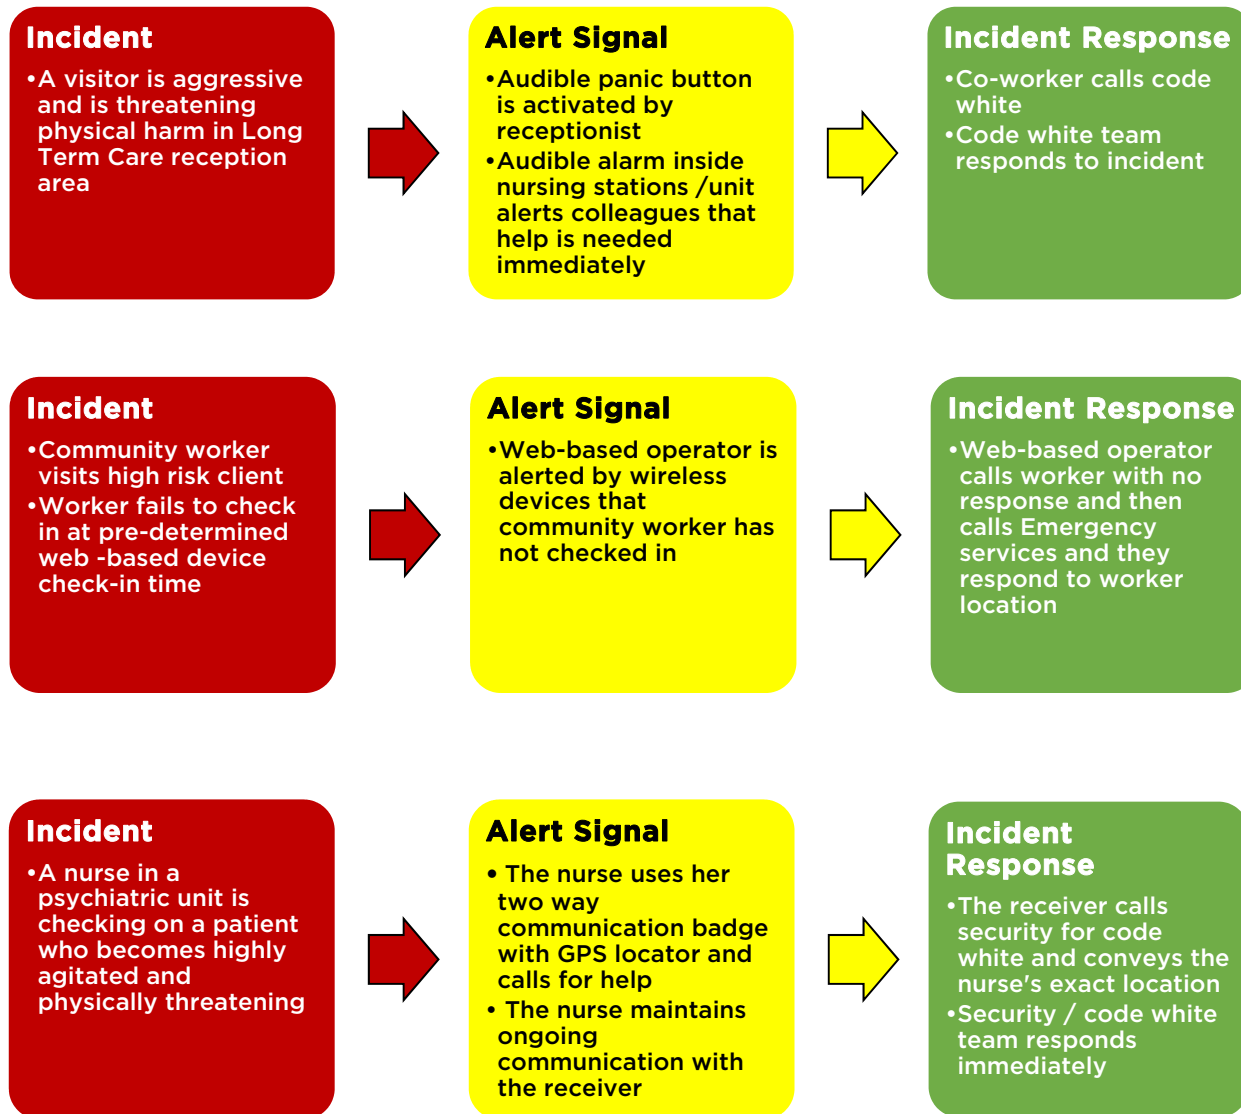 Incident
•A visitor is aggressive
and is threatening
physical harm in Long
Term Care reception
area
Alert Signal
•Audible panic button
is activated by
receptionist
•Audible alarm inside
nursing stations /unit
alerts colleagues that
help is needed
immediately
Incident Response
•Co-worker calls code
white
•Code white team
responds to incident
Incident
•Community worker
visits high risk client
•Worker fails to check
in at pre-determined
web -based device
check-in time
Alert Signal
•Web-based operator is
alerted by wireless
devices that
community worker has
not checked in
Incident Response
•Web-based operator
calls worker with no
response and then
calls Emergency
services and they
respond to worker
location
Incident
•A nurse in a
psychiatric unit is
checking on a patient
who becomes highly
agitated and
physically threatening
Alert Signal
• The nurse uses her
two way
communication badge
with GPS locator and
calls for help
• The nurse maintains
ongoing
communication with
the receiver
Incident
Response
•The receiver calls
security for code
white and conveys the
nurse's exact location
•Security / code white
team responds
immediately